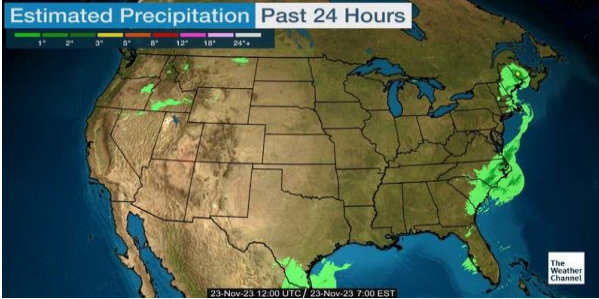 Estimated Precipitation Past 24 Hours
1" 2" 3" 5" 8" 12" 18" 24"+
The
Weather
Channel
23-Nov-23 12:00 UTC / 23-Nov-23 7:00 EST